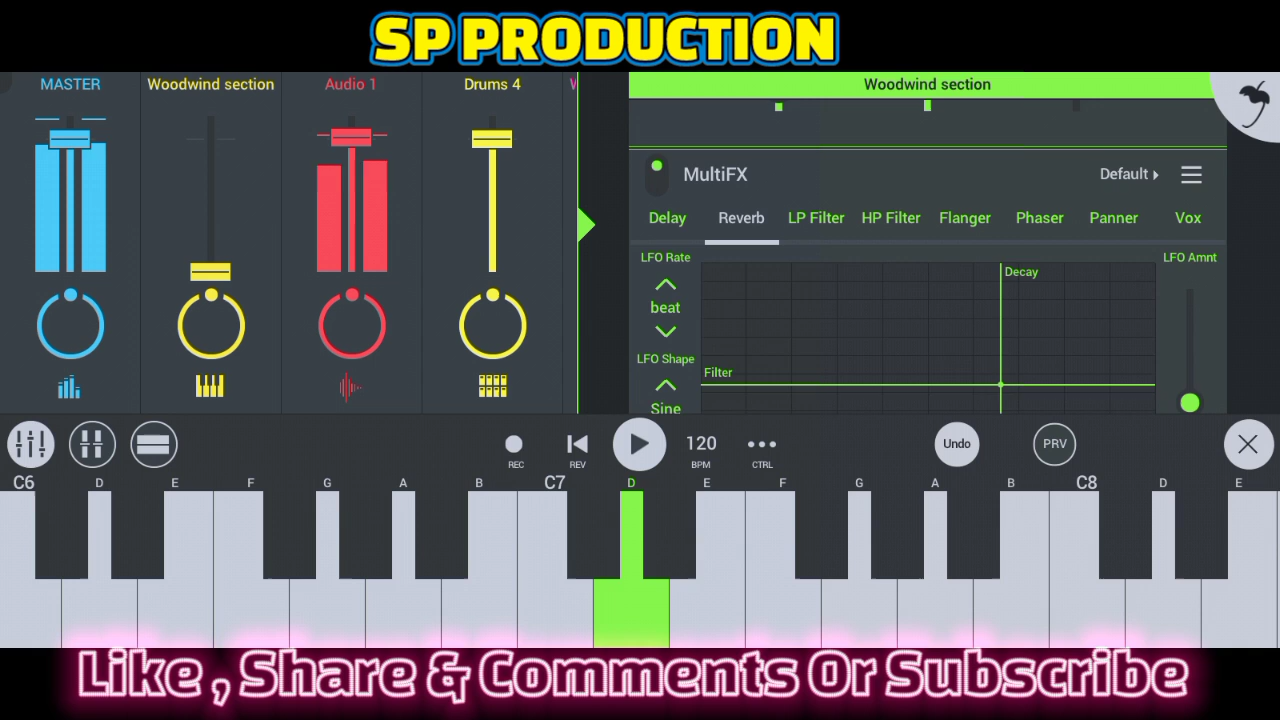 SP PRODUCTION
MASTER Woodwind section Audio 1 Drums 4 Woodwind section
MultiFX Default
Delay Reverb LP Filter HP Filter Flanger Phaser Panner Vox
LFO Rate Decay LFO Amnt
beat
LFO Shape
Filter
Sine
120 Undo PRV
REC REV BPM CTRL
C6 D E F G A B C7 D E F G A B C8 D E
Like , Share & Comments Or Subscribe